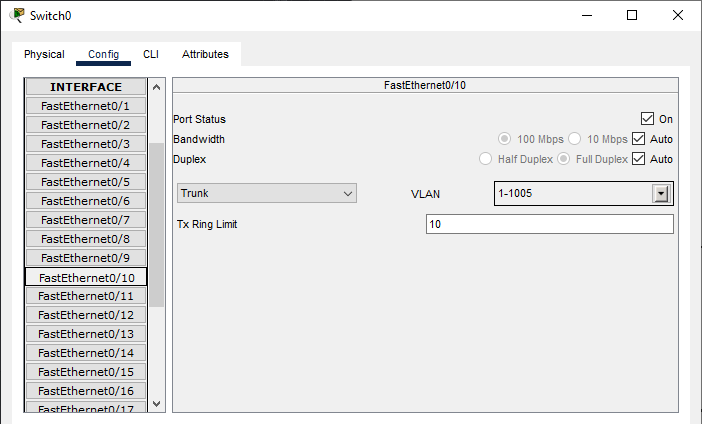 Switch0
Physical Config CLI Attributes
INTERFACE
FastEthernet0/1
FastEthernet0/2
FastEthernet0/3
FastEthernet0/4
FastEthernet0/5
FastEthernet0/6
FastEthernet0/7
FastEthernet0/8
FastEthernet0/9
FastEthernet0/10
FastEthernet0/11
FastEthernet0/12
FastEthernet0/13
FastEthernet0/14
FastEthernet0/15
FastEthernet0/16
FastEthernet0/17
FastEthernet0/10
Port Status On
Bandwidth 100 Mbps 10 Mbps Auto
Duplex Half Duplex Full Duplex Auto
Trunk VLAN 1-1005
Tx Ring Limit 10